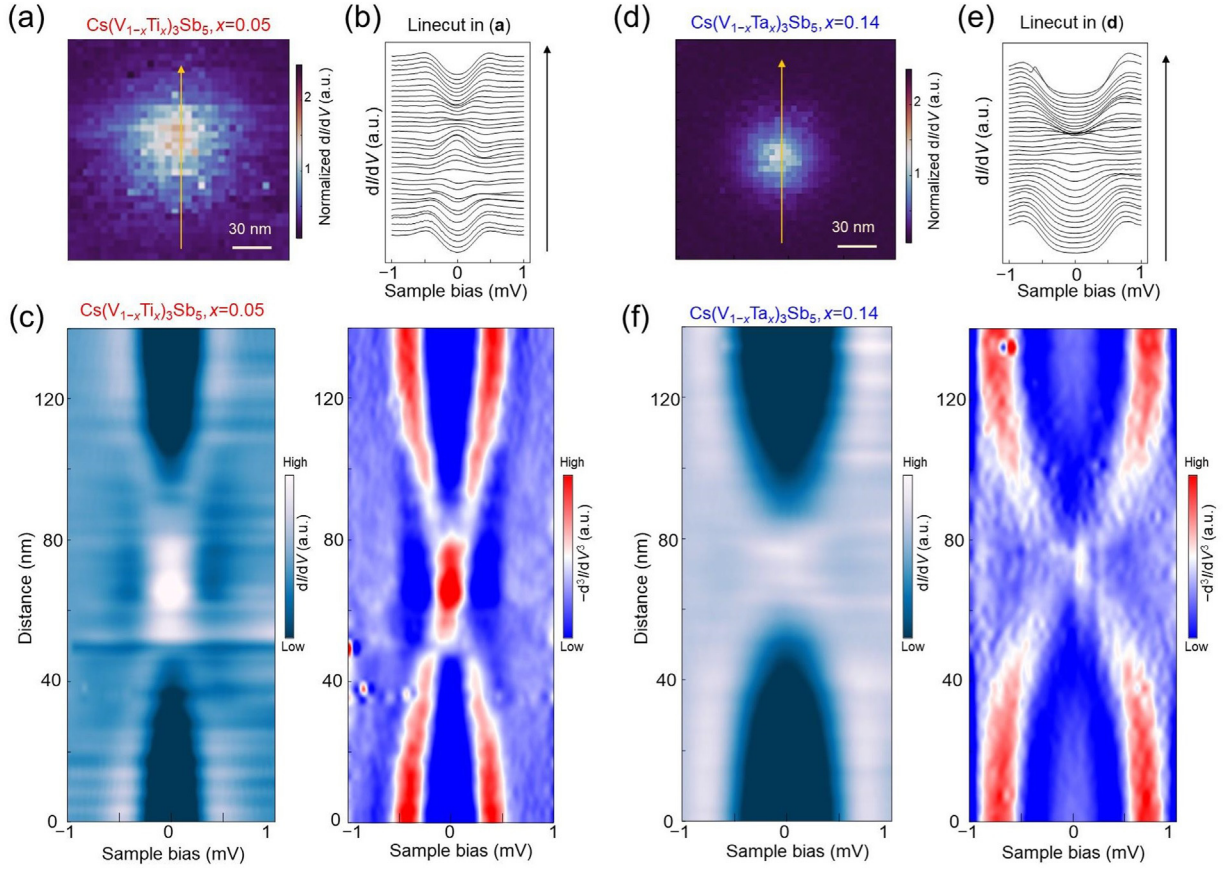 (a)
Cs(V₁₋ₓTiₓ)₃Sb₅, x=0.05
30 nm
2
1
Normalized dI/dV (a.u.)
(b)
Linecut in (a)
dI/dV (a.u.)
−1 0 1
Sample bias (mV)
(d)
Cs(V₁₋ₓTaₓ)₃Sb₅, x=0.14
30 nm
2
1
Normalized dI/dV (a.u.)
(e)
Linecut in (d)
dI/dV (a.u.)
−1 0 1
Sample bias (mV)
(c)
Cs(V₁₋ₓTiₓ)₃Sb₅, x=0.05
Distance (nm)
120
80
40
0
−1 0 1
Sample bias (mV)
High
dI/dV (a.u.)
Low
120
80
40
0
−1 0 1
Sample bias (mV)
High
−d³I/dV³ (a.u.)
Low
(f)
Cs(V₁₋ₓTaₓ)₃Sb₅, x=0.14
Distance (nm)
120
80
40
0
−1 0 1
Sample bias (mV)
High
dI/dV (a.u.)
Low
120
80
40
0
−1 0 1
Sample bias (mV)
High
−d³I/dV³ (a.u.)
Low